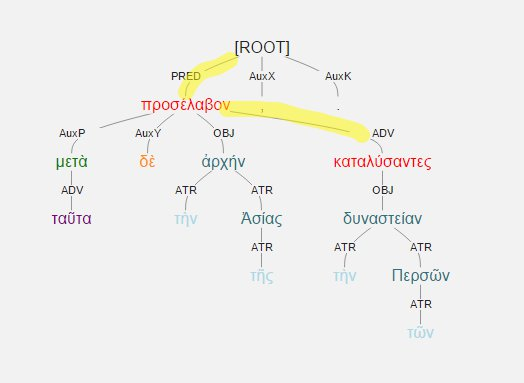 [ROOT]
PRED AuxX AuxK
προσέλαβον , .
AuxP AuxY OBJ ADV
μετὰ δὲ ἀρχήν καταλύσαντες
ADV ATR ATR OBJ
ταῦτα τὴν Ἀσίας δυναστείαν
ATR ATR ATR
τῆς τὴν Περσῶν
ATR
τῶν